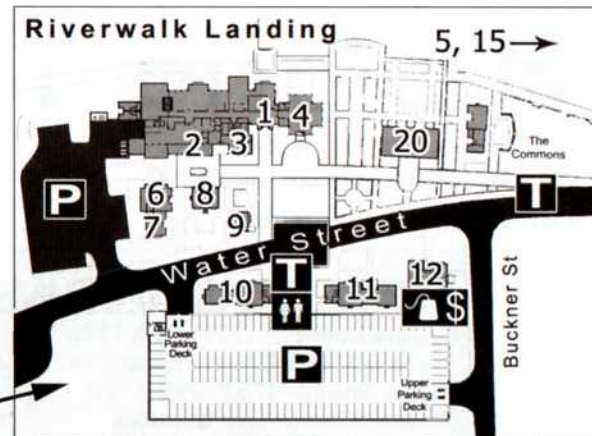 Riverwalk Landing
5, 15
1
4
2
3
20
The
Commons
P
6
8
7
9
T
Water Street
T
10
11
12
$
Buckner St
Lower
Parking
Deck
P
Upper
Parking
Deck